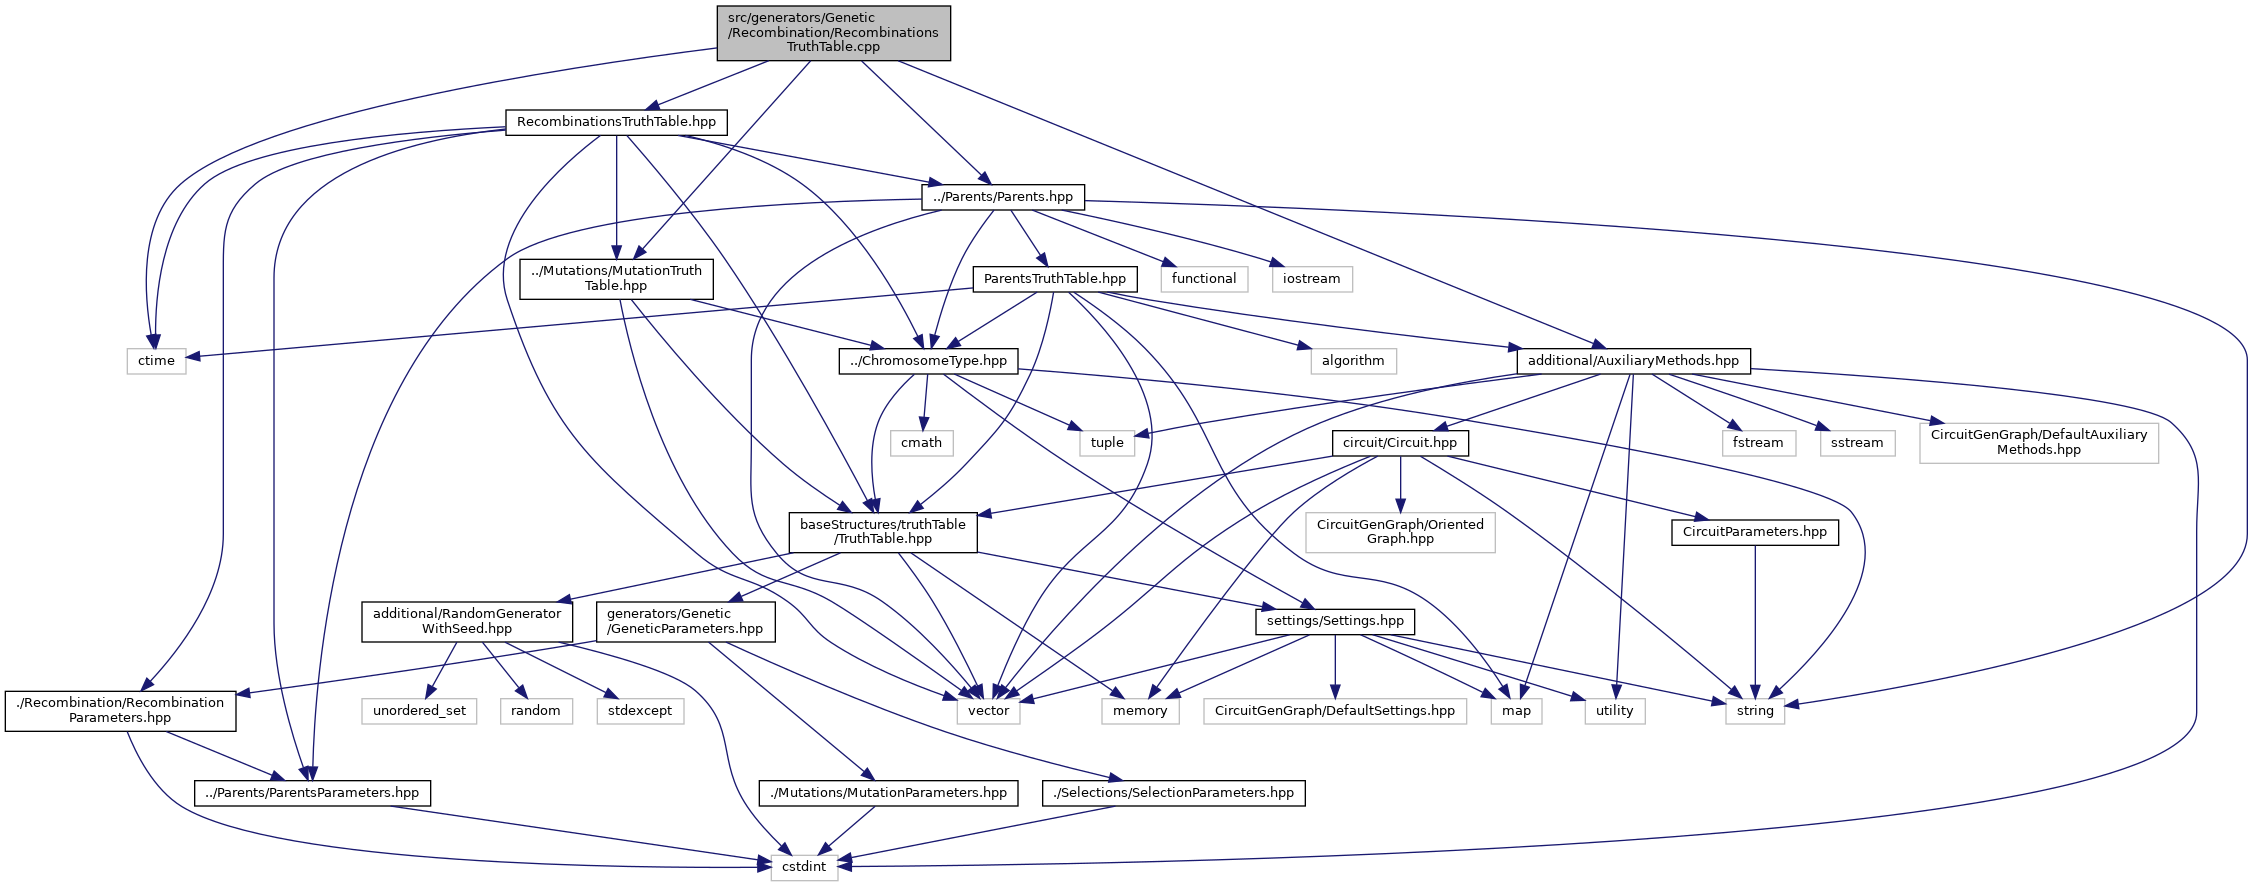 src/generators/Genetic
/Recombination/Recombinations
TruthTable.cpp
RecombinationsTruthTable.hpp
../Parents/Parents.hpp
../Mutations/MutationTruth
Table.hpp
ParentsTruthTable.hpp
functional
iostream
ctime
../ChromosomeType.hpp
algorithm
additional/AuxiliaryMethods.hpp
cmath
tuple
circuit/Circuit.hpp
fstream
sstream
CircuitGenGraph/DefaultAuxiliary
Methods.hpp
baseStructures/truthTable
/TruthTable.hpp
CircuitGenGraph/Oriented
Graph.hpp
CircuitParameters.hpp
additional/RandomGenerator
WithSeed.hpp
generators/Genetic
/GeneticParameters.hpp
settings/Settings.hpp
./Recombination/Recombination
Parameters.hpp
unordered_set
random
stdexcept
vector
memory
CircuitGenGraph/DefaultSettings.hpp
map
utility
string
../Parents/ParentsParameters.hpp
./Mutations/MutationParameters.hpp
./Selections/SelectionParameters.hpp
cstdint